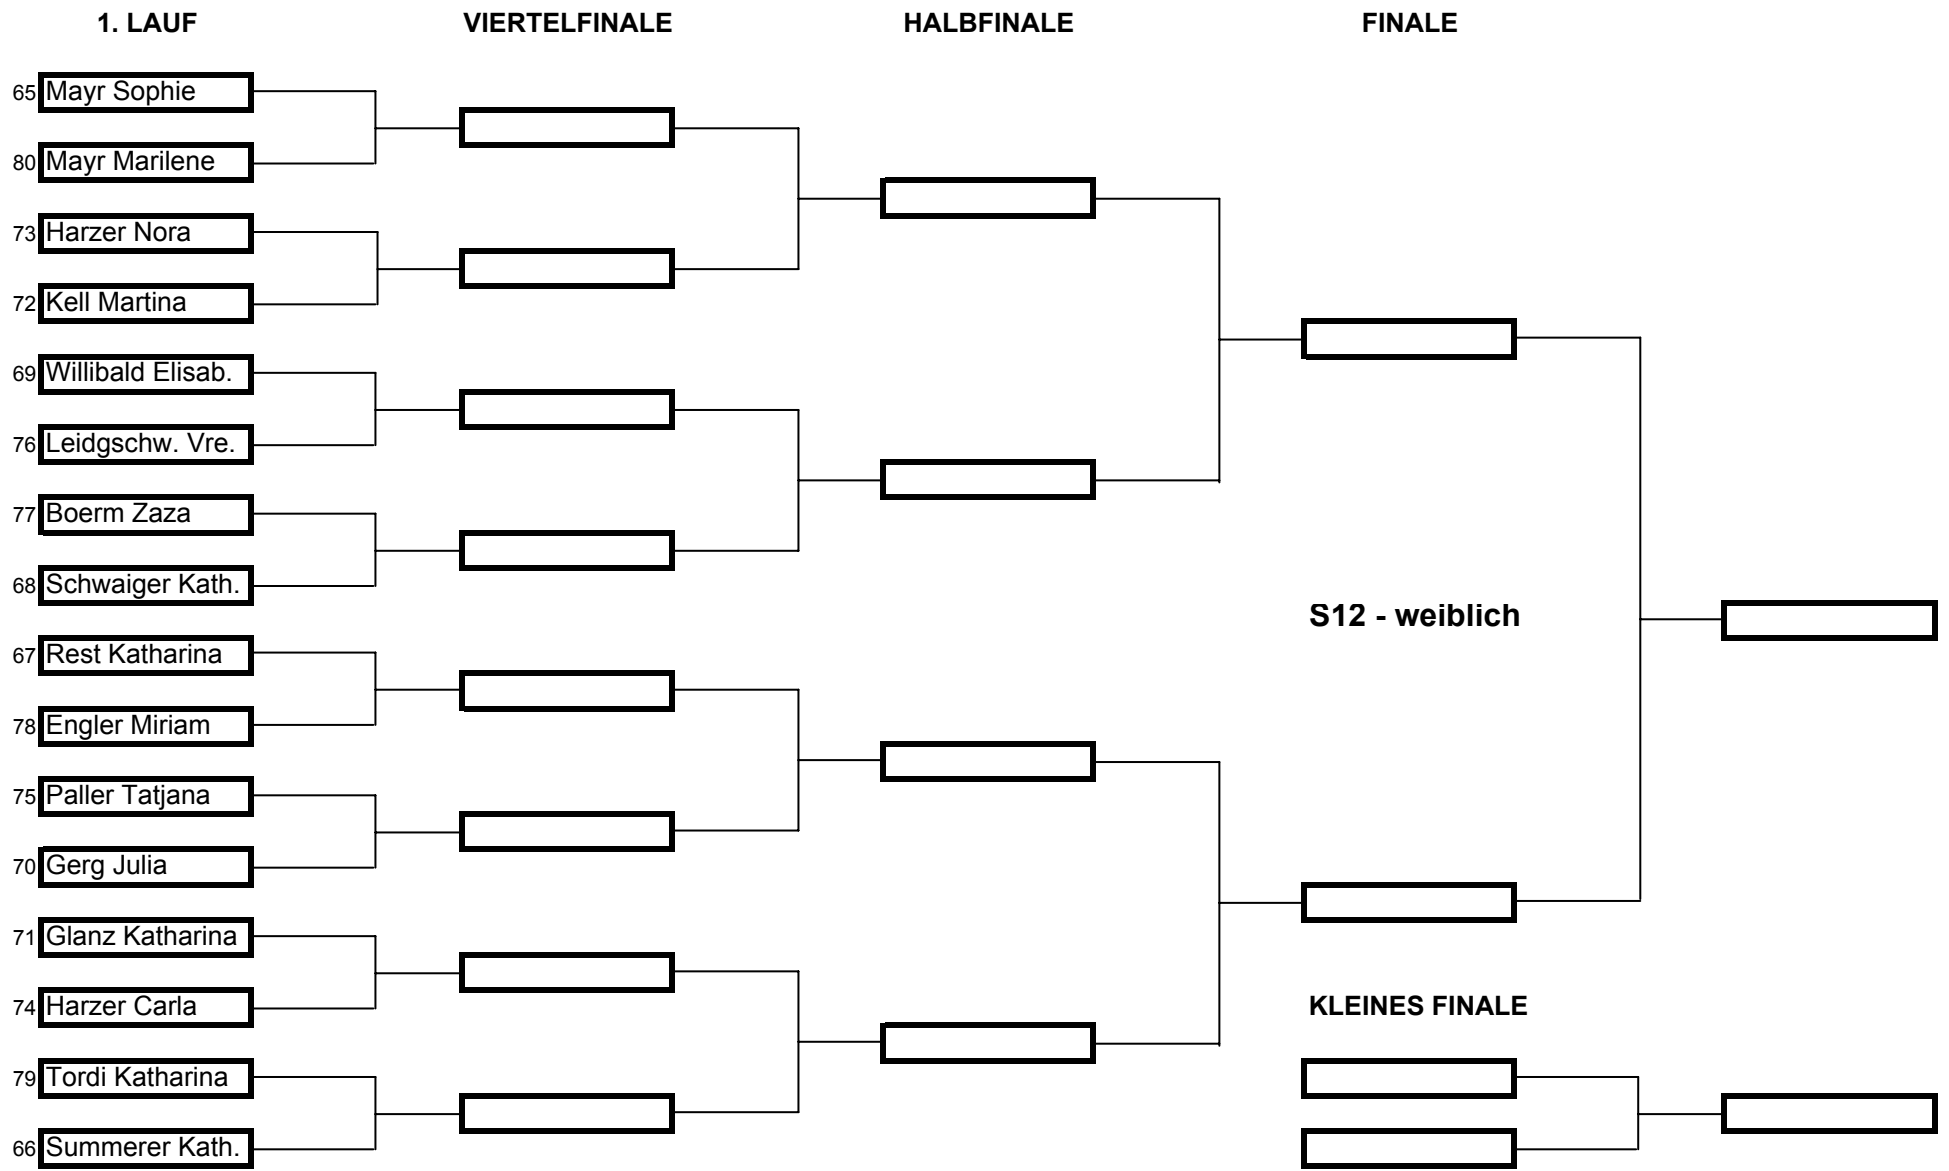 1. LAUF VIERTELFINALE HALBFINALE FINALE
65 Mayr Sophie
80 Mayr Marilene
73 Harzer Nora
72 Kell Martina
69 Willibald Elisab.
76 Leidgschw. Vre.
77 Boerm Zaza
68 Schwaiger Kath.
S12 - weiblich
67 Rest Katharina
78 Engler Miriam
75 Paller Tatjana
70 Gerg Julia
71 Glanz Katharina
74 Harzer Carla
KLEINES FINALE
79 Tordi Katharina
66 Summerer Kath.